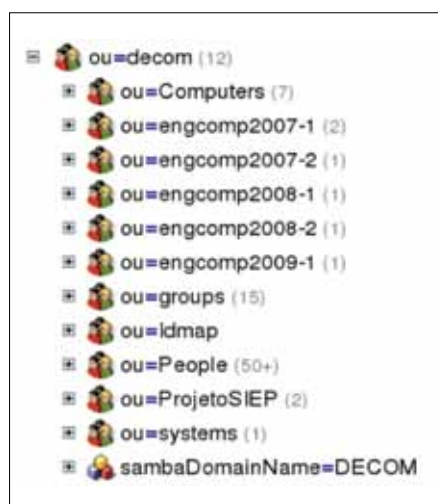 ou=decom (12)
ou=Computers (7)
ou=engcomp2007-1 (2)
ou=engcomp2007-2 (1)
ou=engcomp2008-1 (1)
ou=engcomp2008-2 (1)
ou=engcomp2009-1 (1)
ou=groups (15)
ou=Idmap
ou=People (50+)
ou=ProjetoSIEP (2)
ou=systems (1)
sambaDomainName=DECOM